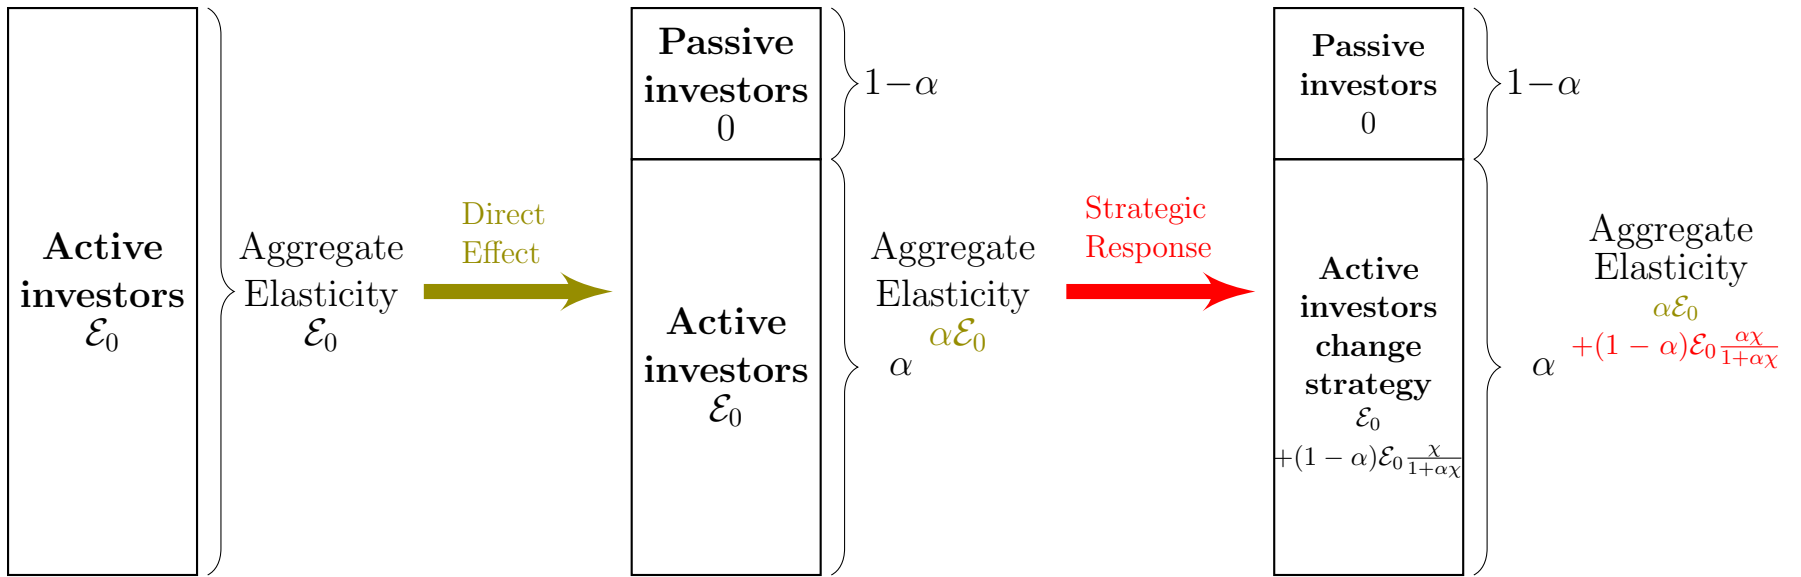 Active
investors
ℰ₀
Aggregate
Elasticity
ℰ₀
Direct
Effect
Passive
investors
0
1−α
Active
investors
ℰ₀
Aggregate
Elasticity
αℰ₀
α
Strategic
Response
Passive
investors
0
1−α
Active
investors
change
strategy
ℰ₀
+(1 − α)ℰ₀ χ/(1+αχ)
α
Aggregate
Elasticity
αℰ₀
+(1 − α)ℰ₀ αχ/(1+αχ)